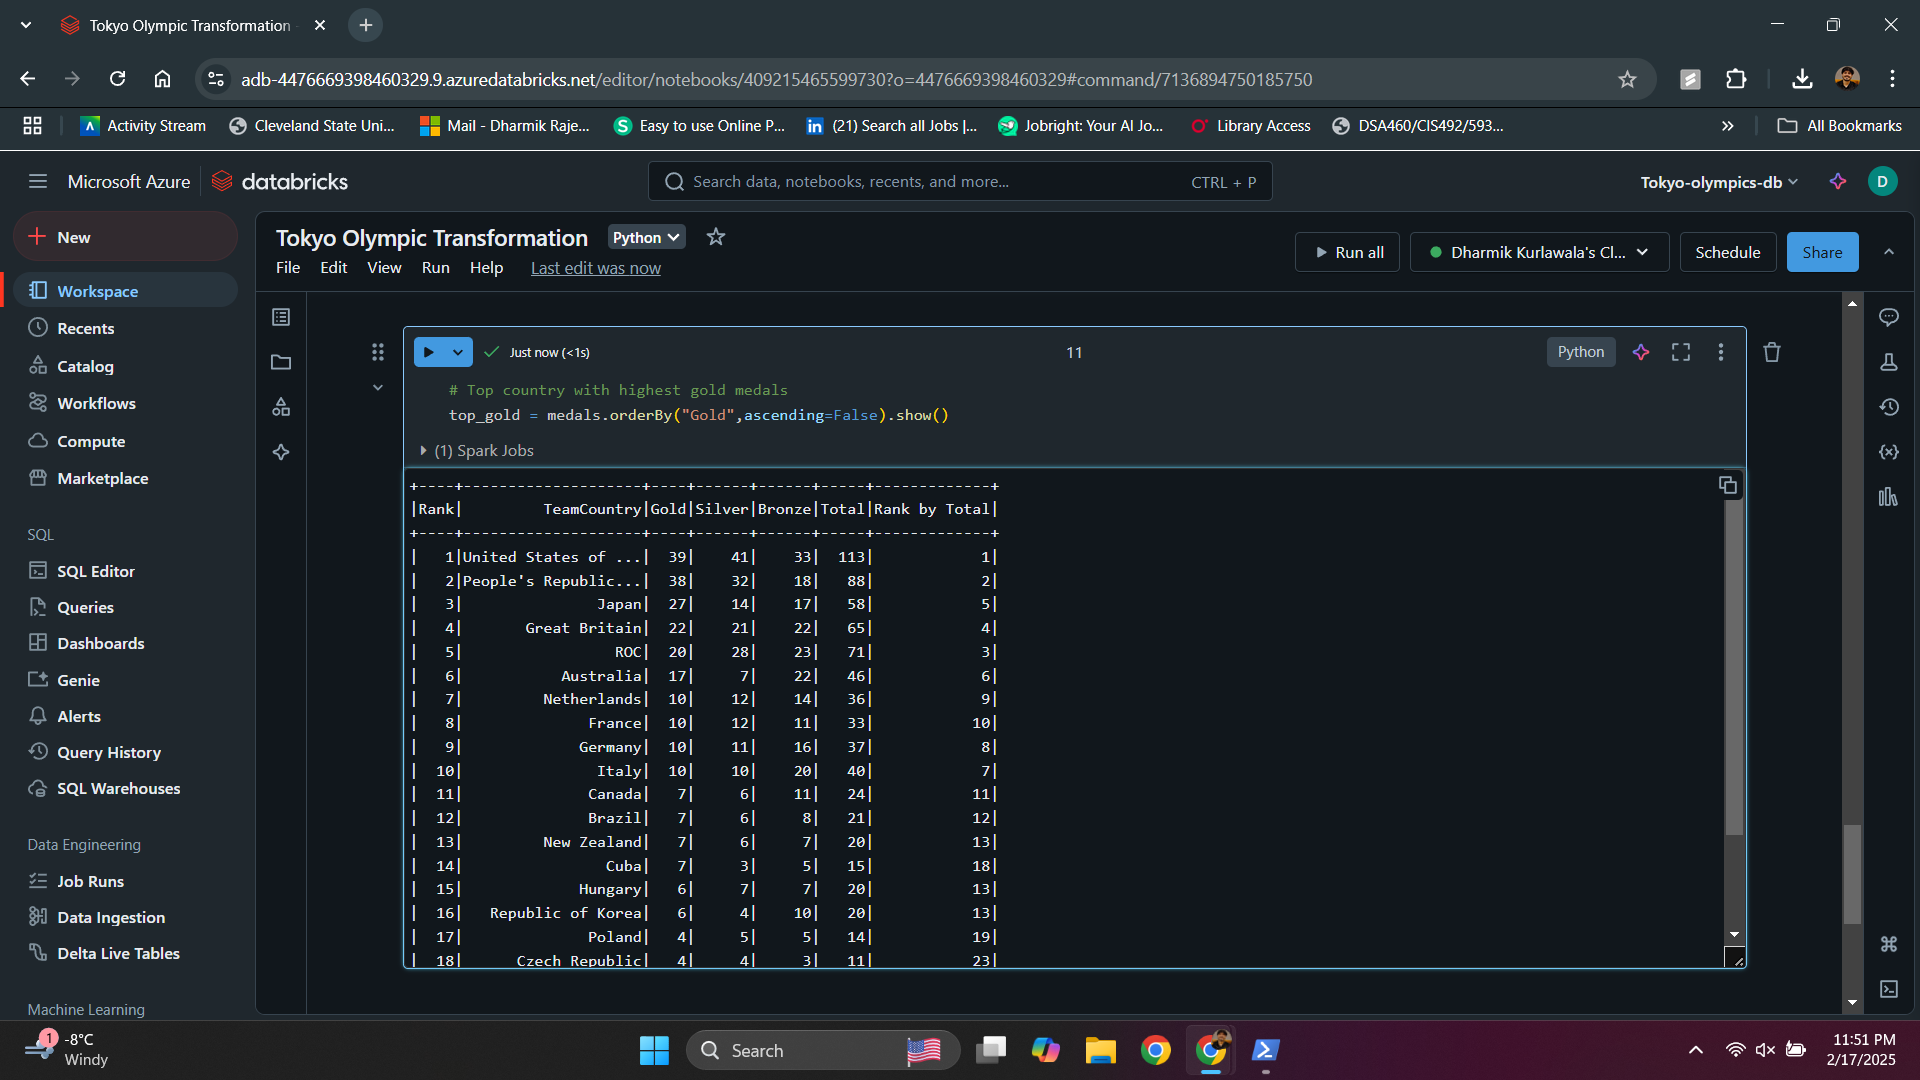 Tokyo Olympic Transformation
adb-4476669398460329.9.azuredatabricks.net/editor/notebooks/409215465599730?o=4476669398460329#command/7136894750185750
Activity Stream
Cleveland State Uni...
Mail - Dharmik Raje...
Easy to use Online P...
(21) Search all Jobs |...
Jobright: Your AI Jo...
Library Access
DSA460/CIS492/593...
All Bookmarks
Microsoft Azure
databricks
Search data, notebooks, recents, and more...
CTRL + P
Tokyo-olympics-db
D
New
Workspace
Recents
Catalog
Workflows
Compute
Marketplace
SQL
SQL Editor
Queries
Dashboards
Genie
Alerts
Query History
SQL Warehouses
Data Engineering
Job Runs
Data Ingestion
Delta Live Tables
Machine Learning
Tokyo Olympic Transformation
Python
File Edit View Run Help Last edit was now
Run all
Dharmik Kurlawala's Cl...
Schedule
Share
Just now (<1s)
11
Python
# Top country with highest gold medals
top_gold = medals.orderBy("Gold",ascending=False).show()
(1) Spark Jobs
+----+--------------------+----+------+------+-----+-------------+
|Rank|         TeamCountry|Gold|Silver|Bronze|Total|Rank by Total|
+----+--------------------+----+------+------+-----+-------------+
|   1|United States of ...|  39|    41|    33|  113|            1|
|   2|People's Republic...|  38|    32|    18|   88|            2|
|   3|               Japan|  27|    14|    17|   58|            5|
|   4|       Great Britain|  22|    21|    22|   65|            4|
|   5|                 ROC|  20|    28|    23|   71|            3|
|   6|           Australia|  17|     7|    22|   46|            6|
|   7|         Netherlands|  10|    12|    14|   36|            9|
|   8|              France|  10|    12|    11|   33|           10|
|   9|             Germany|  10|    11|    16|   37|            8|
|  10|               Italy|  10|    10|    20|   40|            7|
|  11|              Canada|   7|     6|    11|   24|           11|
|  12|              Brazil|   7|     6|     8|   21|           12|
|  13|         New Zealand|   7|     6|     7|   20|           13|
|  14|                Cuba|   7|     3|     5|   15|           18|
|  15|             Hungary|   6|     7|     7|   20|           13|
|  16|   Republic of Korea|   6|     4|    10|   20|           13|
|  17|              Poland|   4|     5|     5|   14|           19|
|  18|      Czech Republic|   4|     4|     3|   11|           23|
1
-8°C
Windy
Search
11:51 PM
2/17/2025